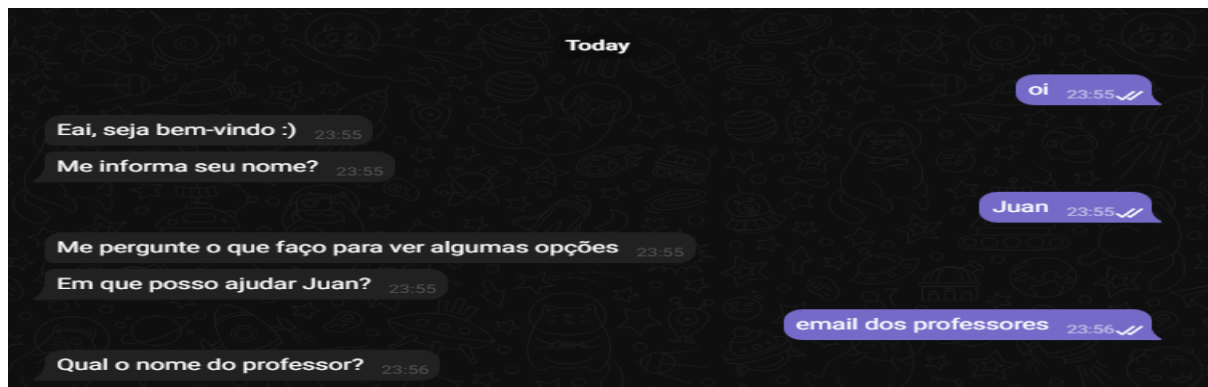 Today
oi 23:55
Eai, seja bem-vindo :) 23:55
Me informa seu nome? 23:55
Juan 23:55
Me pergunte o que faço para ver algumas opções 23:55
Em que posso ajudar Juan? 23:55
email dos professores 23:56
Qual o nome do professor? 23:56